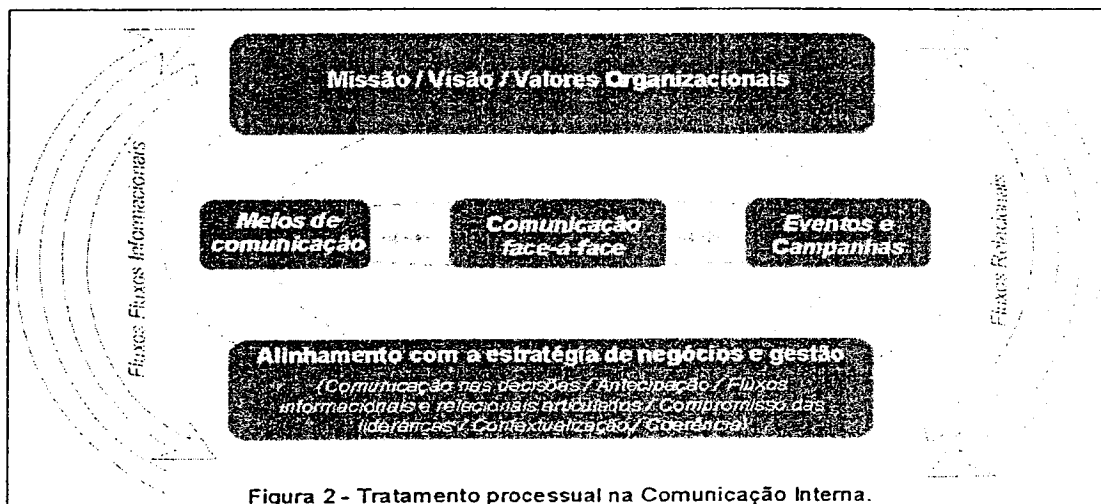 Missão / Visão / Valores Organizacionais
Fluxos Fluxos Informacionais
Meios de
comunicação
Comunicação
face-à-face
Eventos e
Campanhas
Fluxos Relacionais
Alinhamento com a estratégia de negócios e gestão
(Comunicação nas decisões / Antecipação / Fluxos
informacionais e relacionais articulados / Compromisso das
lideranças / Contextualização / Coerência)
Figura 2 - Tratamento processual na Comunicação Interna.